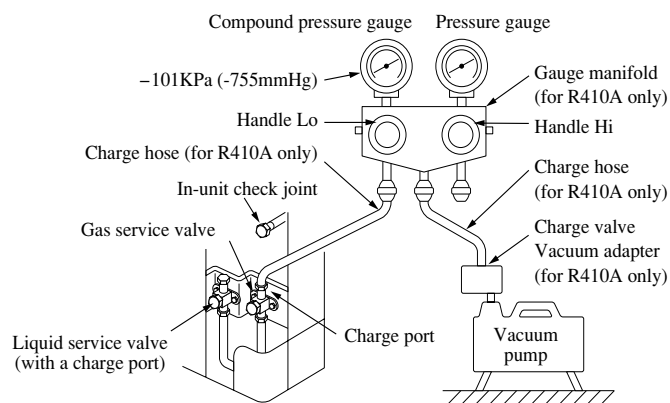 Compound pressure gauge
Pressure gauge
−101KPa (-755mmHg)
Gauge manifold
(for R410A only)
Handle Lo
Handle Hi
Charge hose (for R410A only)
Charge hose
(for R410A only)
In-unit check joint
Gas service valve
Charge valve
Vacuum adapter
(for R410A only)
Liquid service valve
(with a charge port)
Charge port
Vacuum
pump